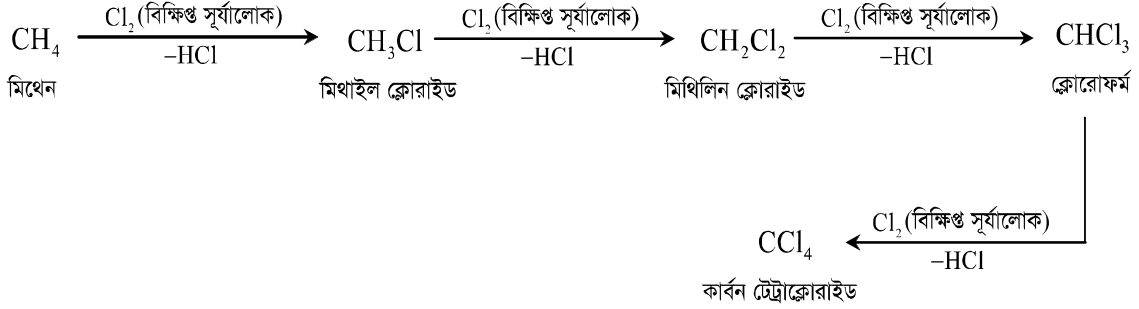 Cl₂(বিক্ষিপ্ত সূর্যালোক) Cl₂(বিক্ষিপ্ত সূর্যালোক) Cl₂(বিক্ষিপ্ত সূর্যালোক)
CH₄ CH₃Cl CH₂Cl₂ CHCl₃
–HCl –HCl –HCl
মিথেন মিথাইল ক্লোরাইড মিথিলিন ক্লোরাইড ক্লোরোফর্ম
Cl₂(বিক্ষিপ্ত সূর্যালোক)
CCl₄
–HCl
কার্বন টেট্রাক্লোরাইড